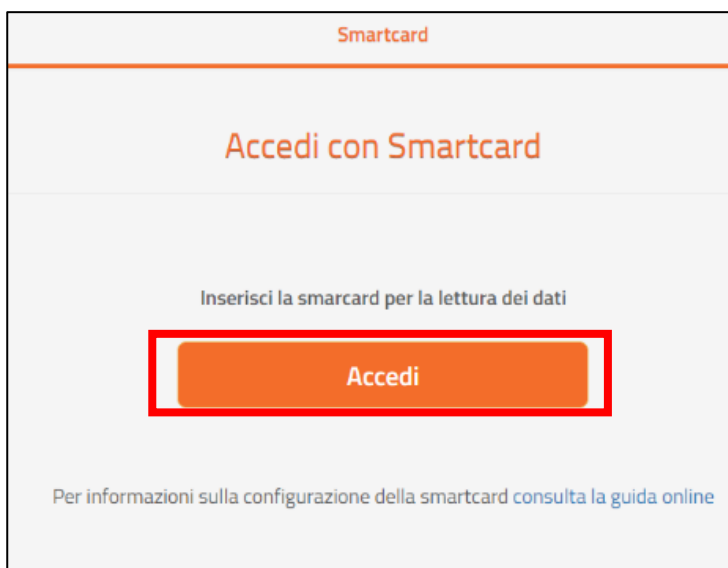 Smartcard
Accedi con Smartcard
Inserisci la smarcard per la lettura dei dati
Accedi
Per informazioni sulla configurazione della smartcard consulta la guida online